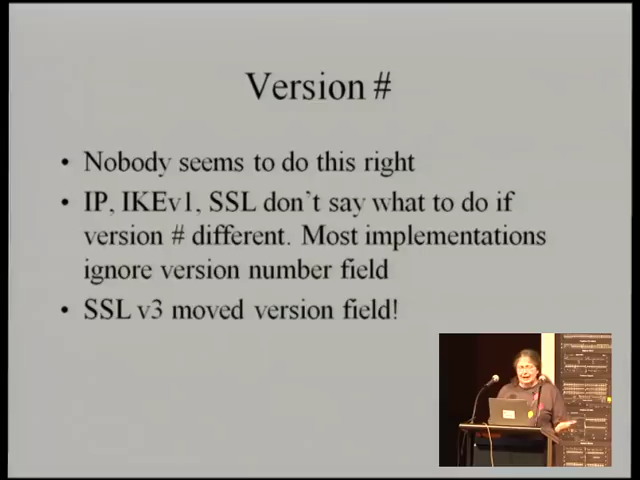 Version #
• Nobody seems to do this right
• IP, IKEv1, SSL don`t say what to do if
version # different. Most implementations
ignore version number field
• SSL v3 moved version field!